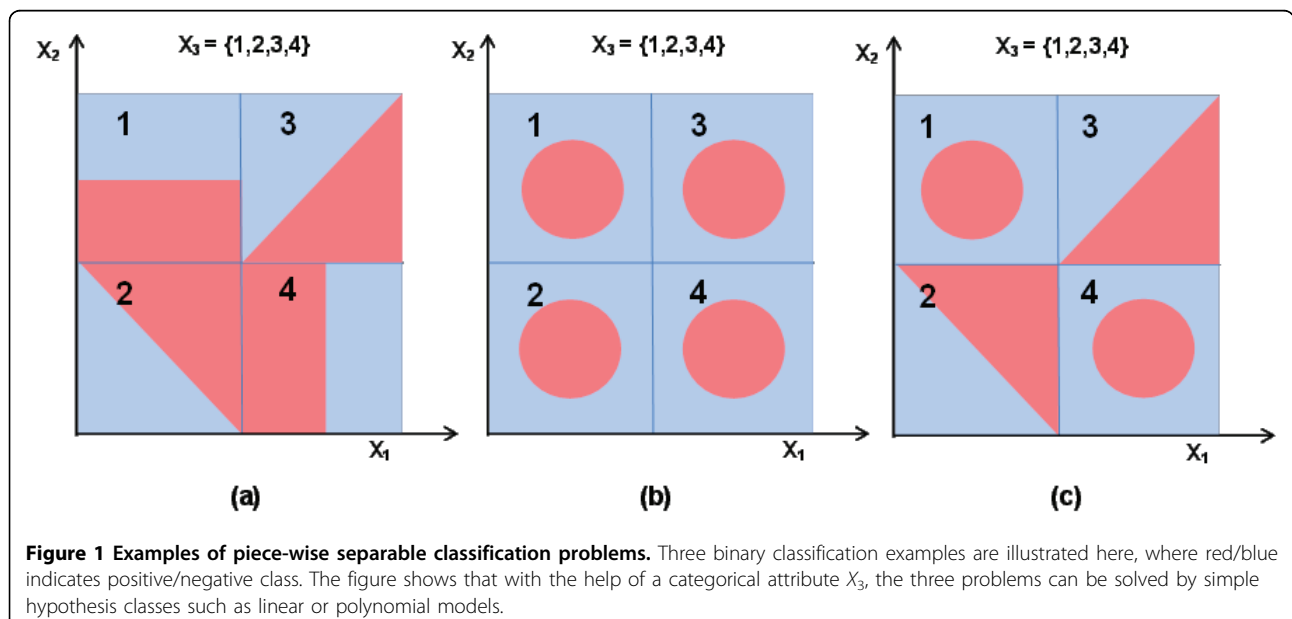 X₂ X₃ = {1,2,3,4}
1 3
2 4
X₁
(a)
X₂ X₃ = {1,2,3,4}
1 3
2 4
X₁
(b)
X₂ X₃ = {1,2,3,4}
1 3
2 4
X₁
(c)
Figure 1 Examples of piece-wise separable classification problems. Three binary classification examples are illustrated here, where red/blue
indicates positive/negative class. The figure shows that with the help of a categorical attribute X₃, the three problems can be solved by simple
hypothesis classes such as linear or polynomial models.